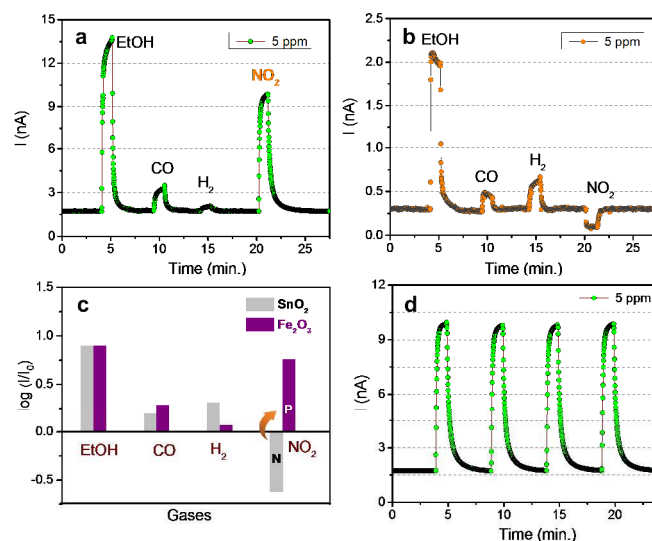 a
EtOH
5 ppm
NO₂
CO
H₂
I (nA)
15
12
9
6
3
0
0 5 10 15 20 25
Time (min.)
b
EtOH
5 ppm
CO
H₂
NO₂
I (nA)
2.5
2.0
1.5
1.0
0.5
0.0
0 5 10 15 20 25
Time (min.)
c
SnO₂
Fe₂O₃
log (I/I₀)
1.5
1.0
0.5
0.0
-0.5
EtOH
CO
H₂
N
P
NO₂
Gases
d
5 ppm
I (nA)
12
9
6
3
0
0 5 10 15 20
Time (min.)